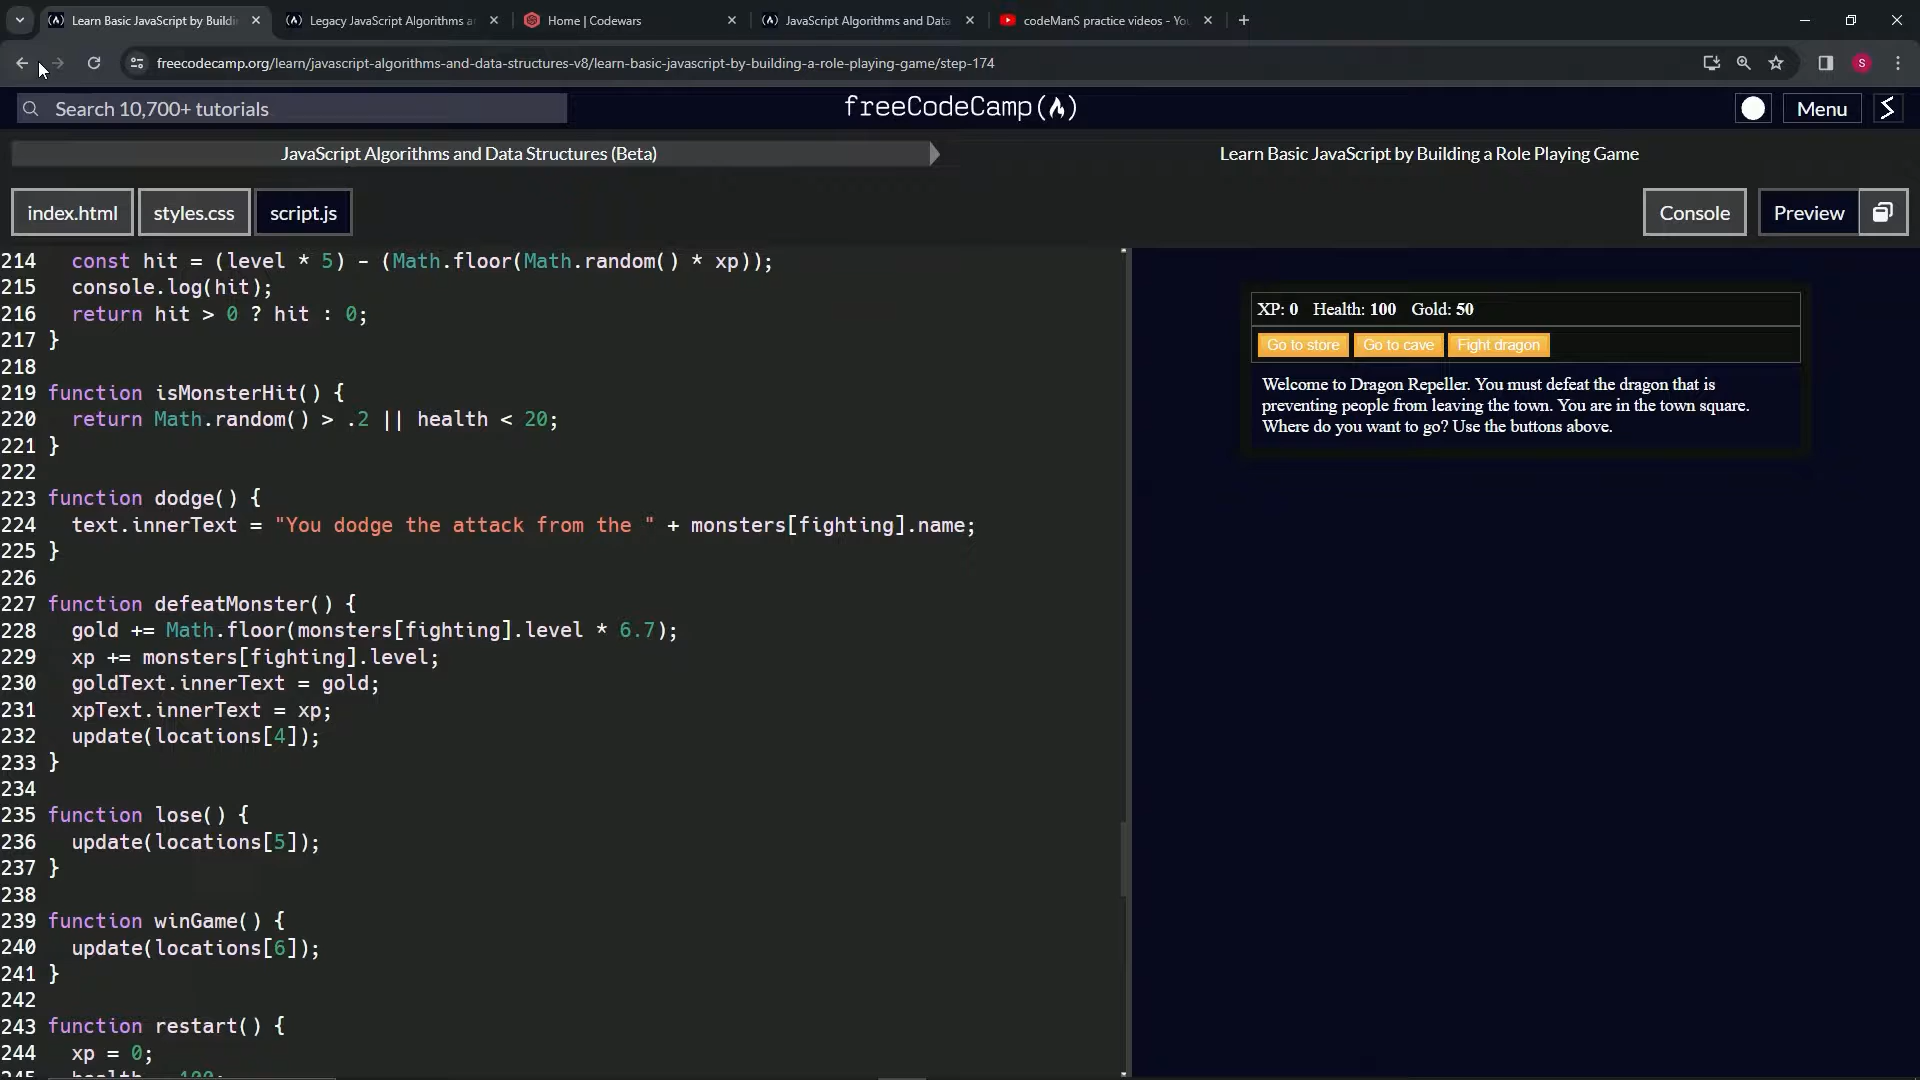 Learn Basic JavaScript by Buildi
Legacy JavaScript Algorithms a
Home | Codewars
JavaScript Algorithms and Data
codeManS practice videos - You
freecodecamp.org/learn/javascript-algorithms-and-data-structures-v8/learn-basic-javascript-by-building-a-role-playing-game/step-174
S
Search 10,700+ tutorials
freeCodeCamp
Menu
JavaScript Algorithms and Data Structures (Beta)
Learn Basic JavaScript by Building a Role Playing Game
index.html
styles.css
script.js
Console
Preview
214 const hit = (level * 5) - (Math.floor(Math.random() * xp));
215 console.log(hit);
216 return hit > 0 ? hit : 0;
217 }
218
219 function isMonsterHit() {
220 return Math.random() > .2 || health < 20;
221 }
222
223 function dodge() {
224 text.innerText = "You dodge the attack from the " + monsters[fighting].name;
225 }
226
227 function defeatMonster() {
228 gold += Math.floor(monsters[fighting].level * 6.7);
229 xp += monsters[fighting].level;
230 goldText.innerText = gold;
231 xpText.innerText = xp;
232 update(locations[4]);
233 }
234
235 function lose() {
236 update(locations[5]);
237 }
238
239 function winGame() {
240 update(locations[6]);
241 }
242
243 function restart() {
244 xp = 0;
245 health = 100;
XP: 0 Health: 100 Gold: 50
Go to store
Go to cave
Fight dragon
Welcome to Dragon Repeller. You must defeat the dragon that is
preventing people from leaving the town. You are in the town square.
Where do you want to go? Use the buttons above.